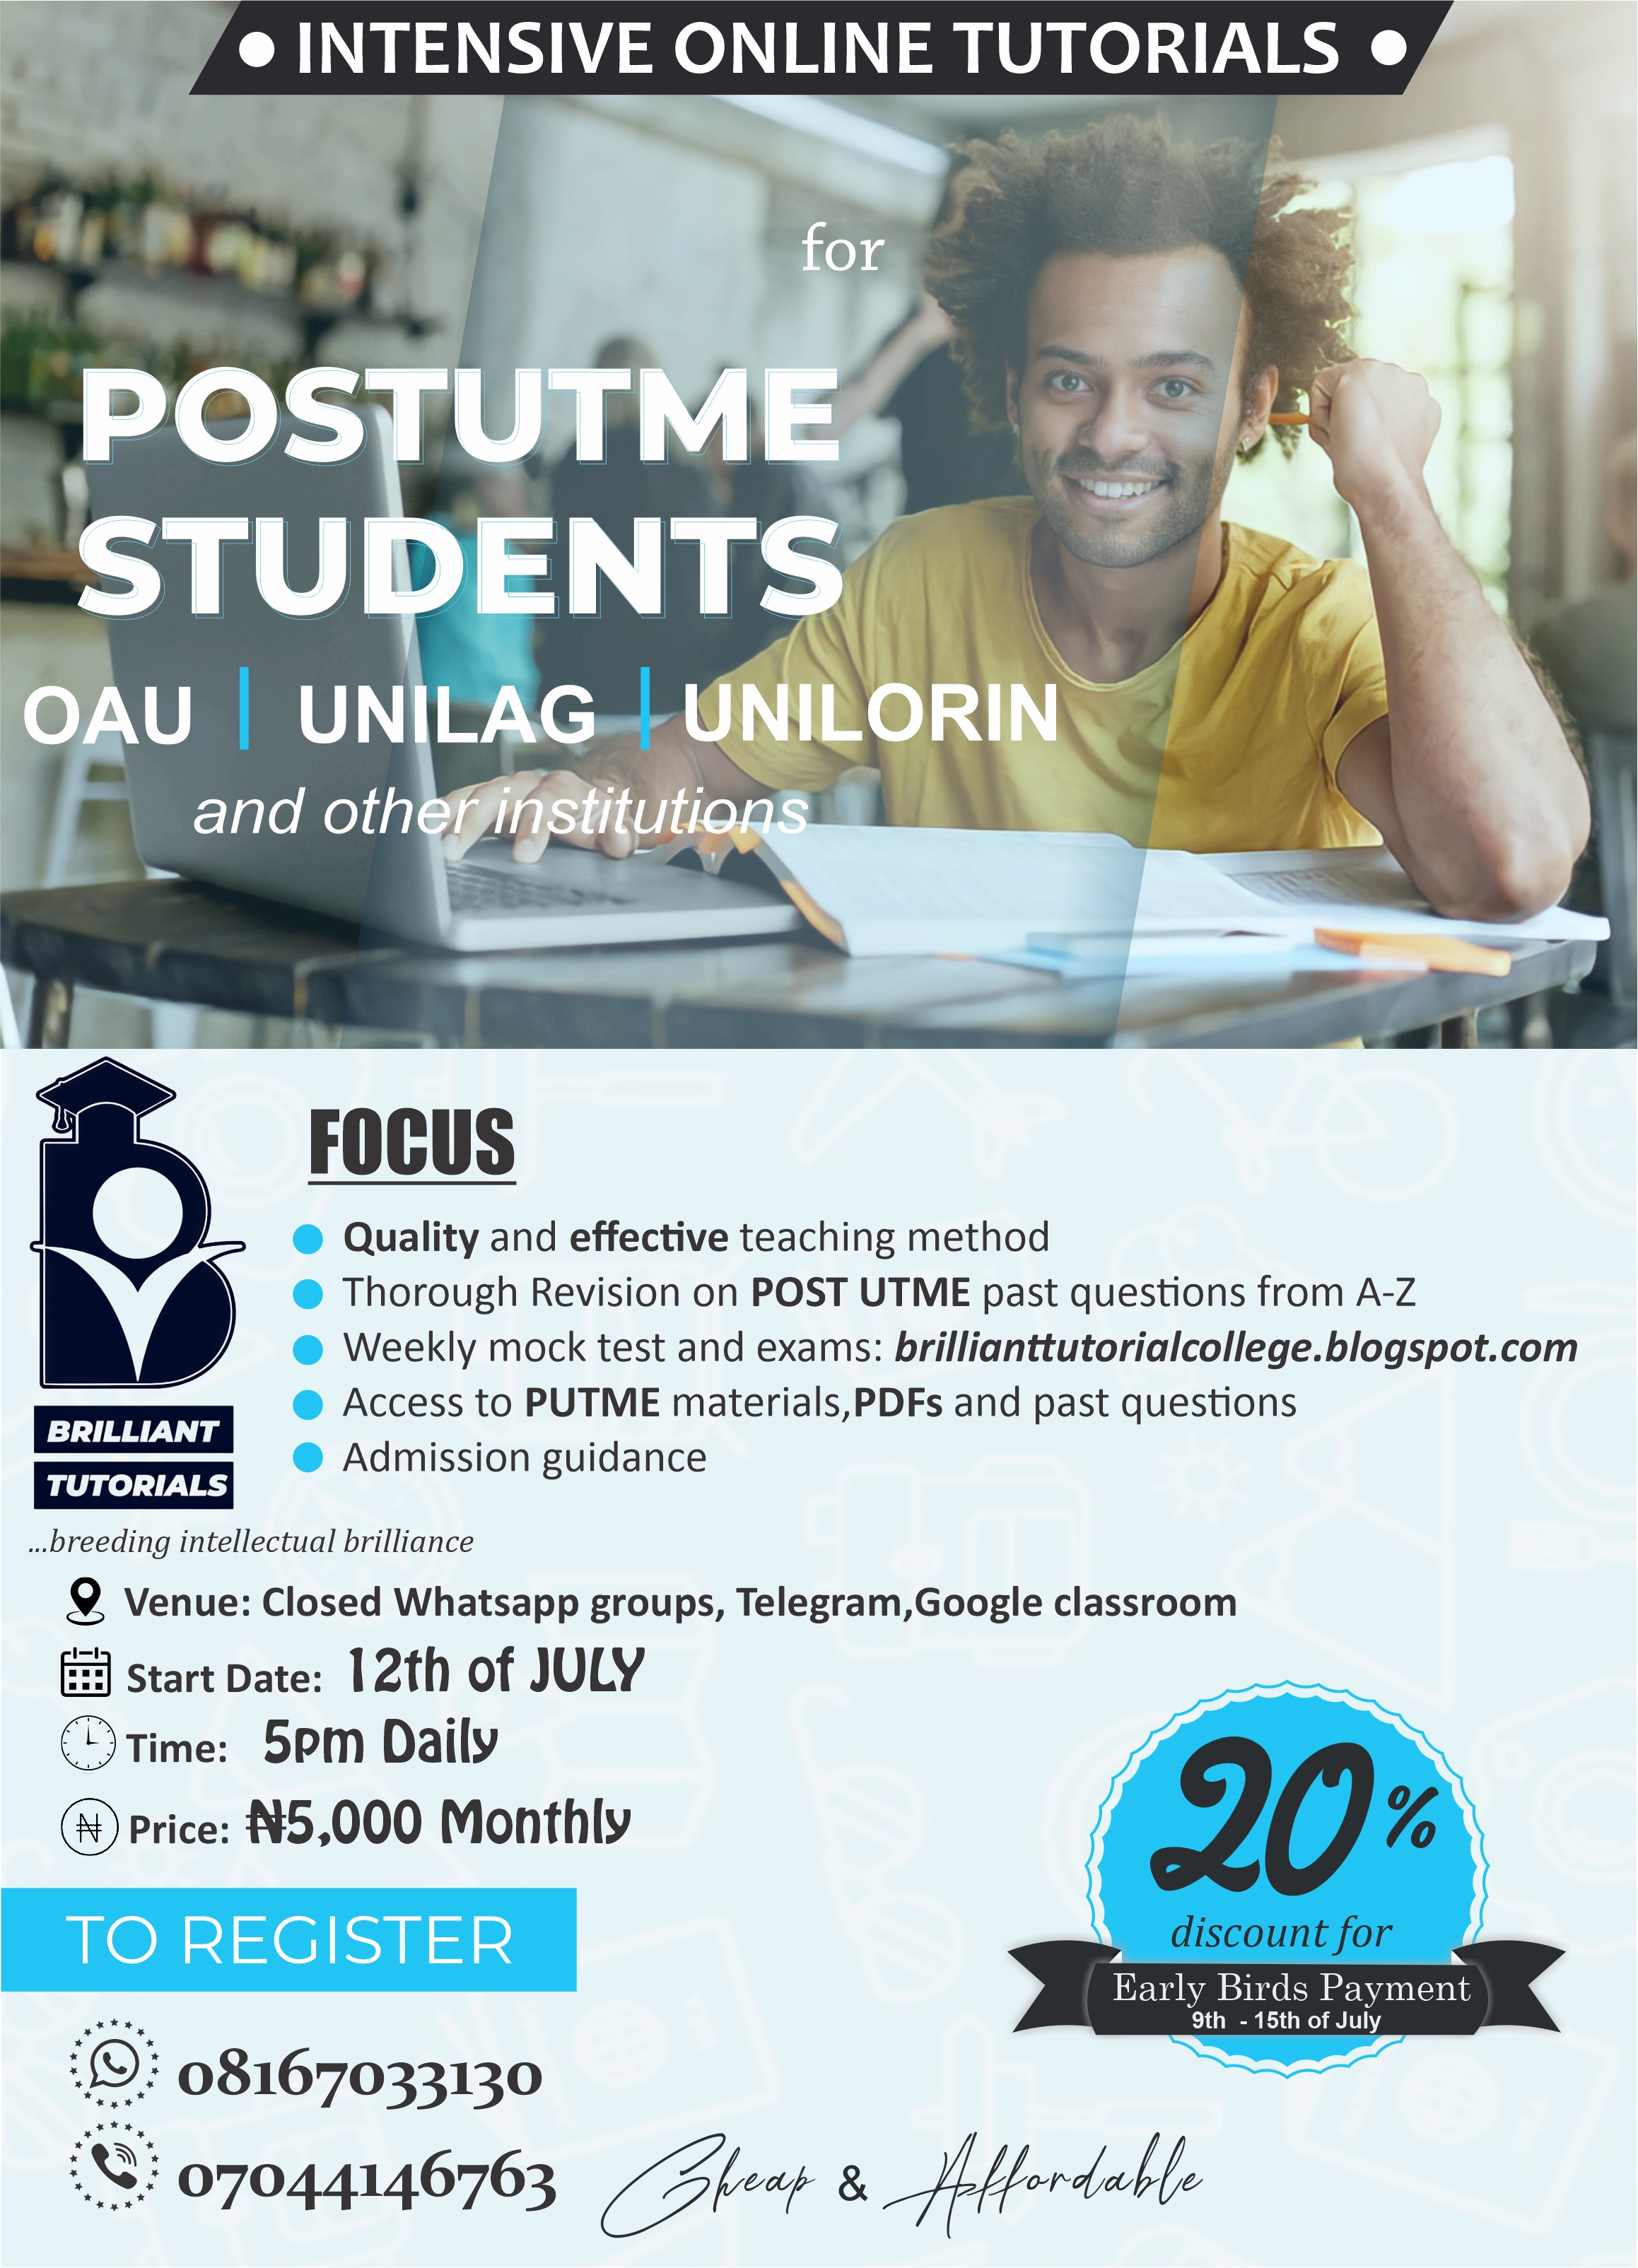 • INTENSIVE ONLINE TUTORIALS •
for
POSTUTME
STUDENTS
OAU | UNILAG | UNILORIN
and other institutions
FOCUS
Quality and effective teaching method
Thorough Revision on POST UTME past questions from A-Z
Weekly mock test and exams: brillianttutorialcollege.blogspot.com
Access to PUTME materials,PDFs and past questions
Admission guidance
BRILLIANT
TUTORIALS
...breeding intellectual brilliance
Venue: Closed Whatsapp groups, Telegram,Google classroom
Start Date: 12th of JULY
Time: 5pm Daily
₦ Price: ₦5,000 Monthly
20%
discount for
Early Birds Payment
9th - 15th of July
TO REGISTER
08167033130
07044146763
Cheap & Affordable